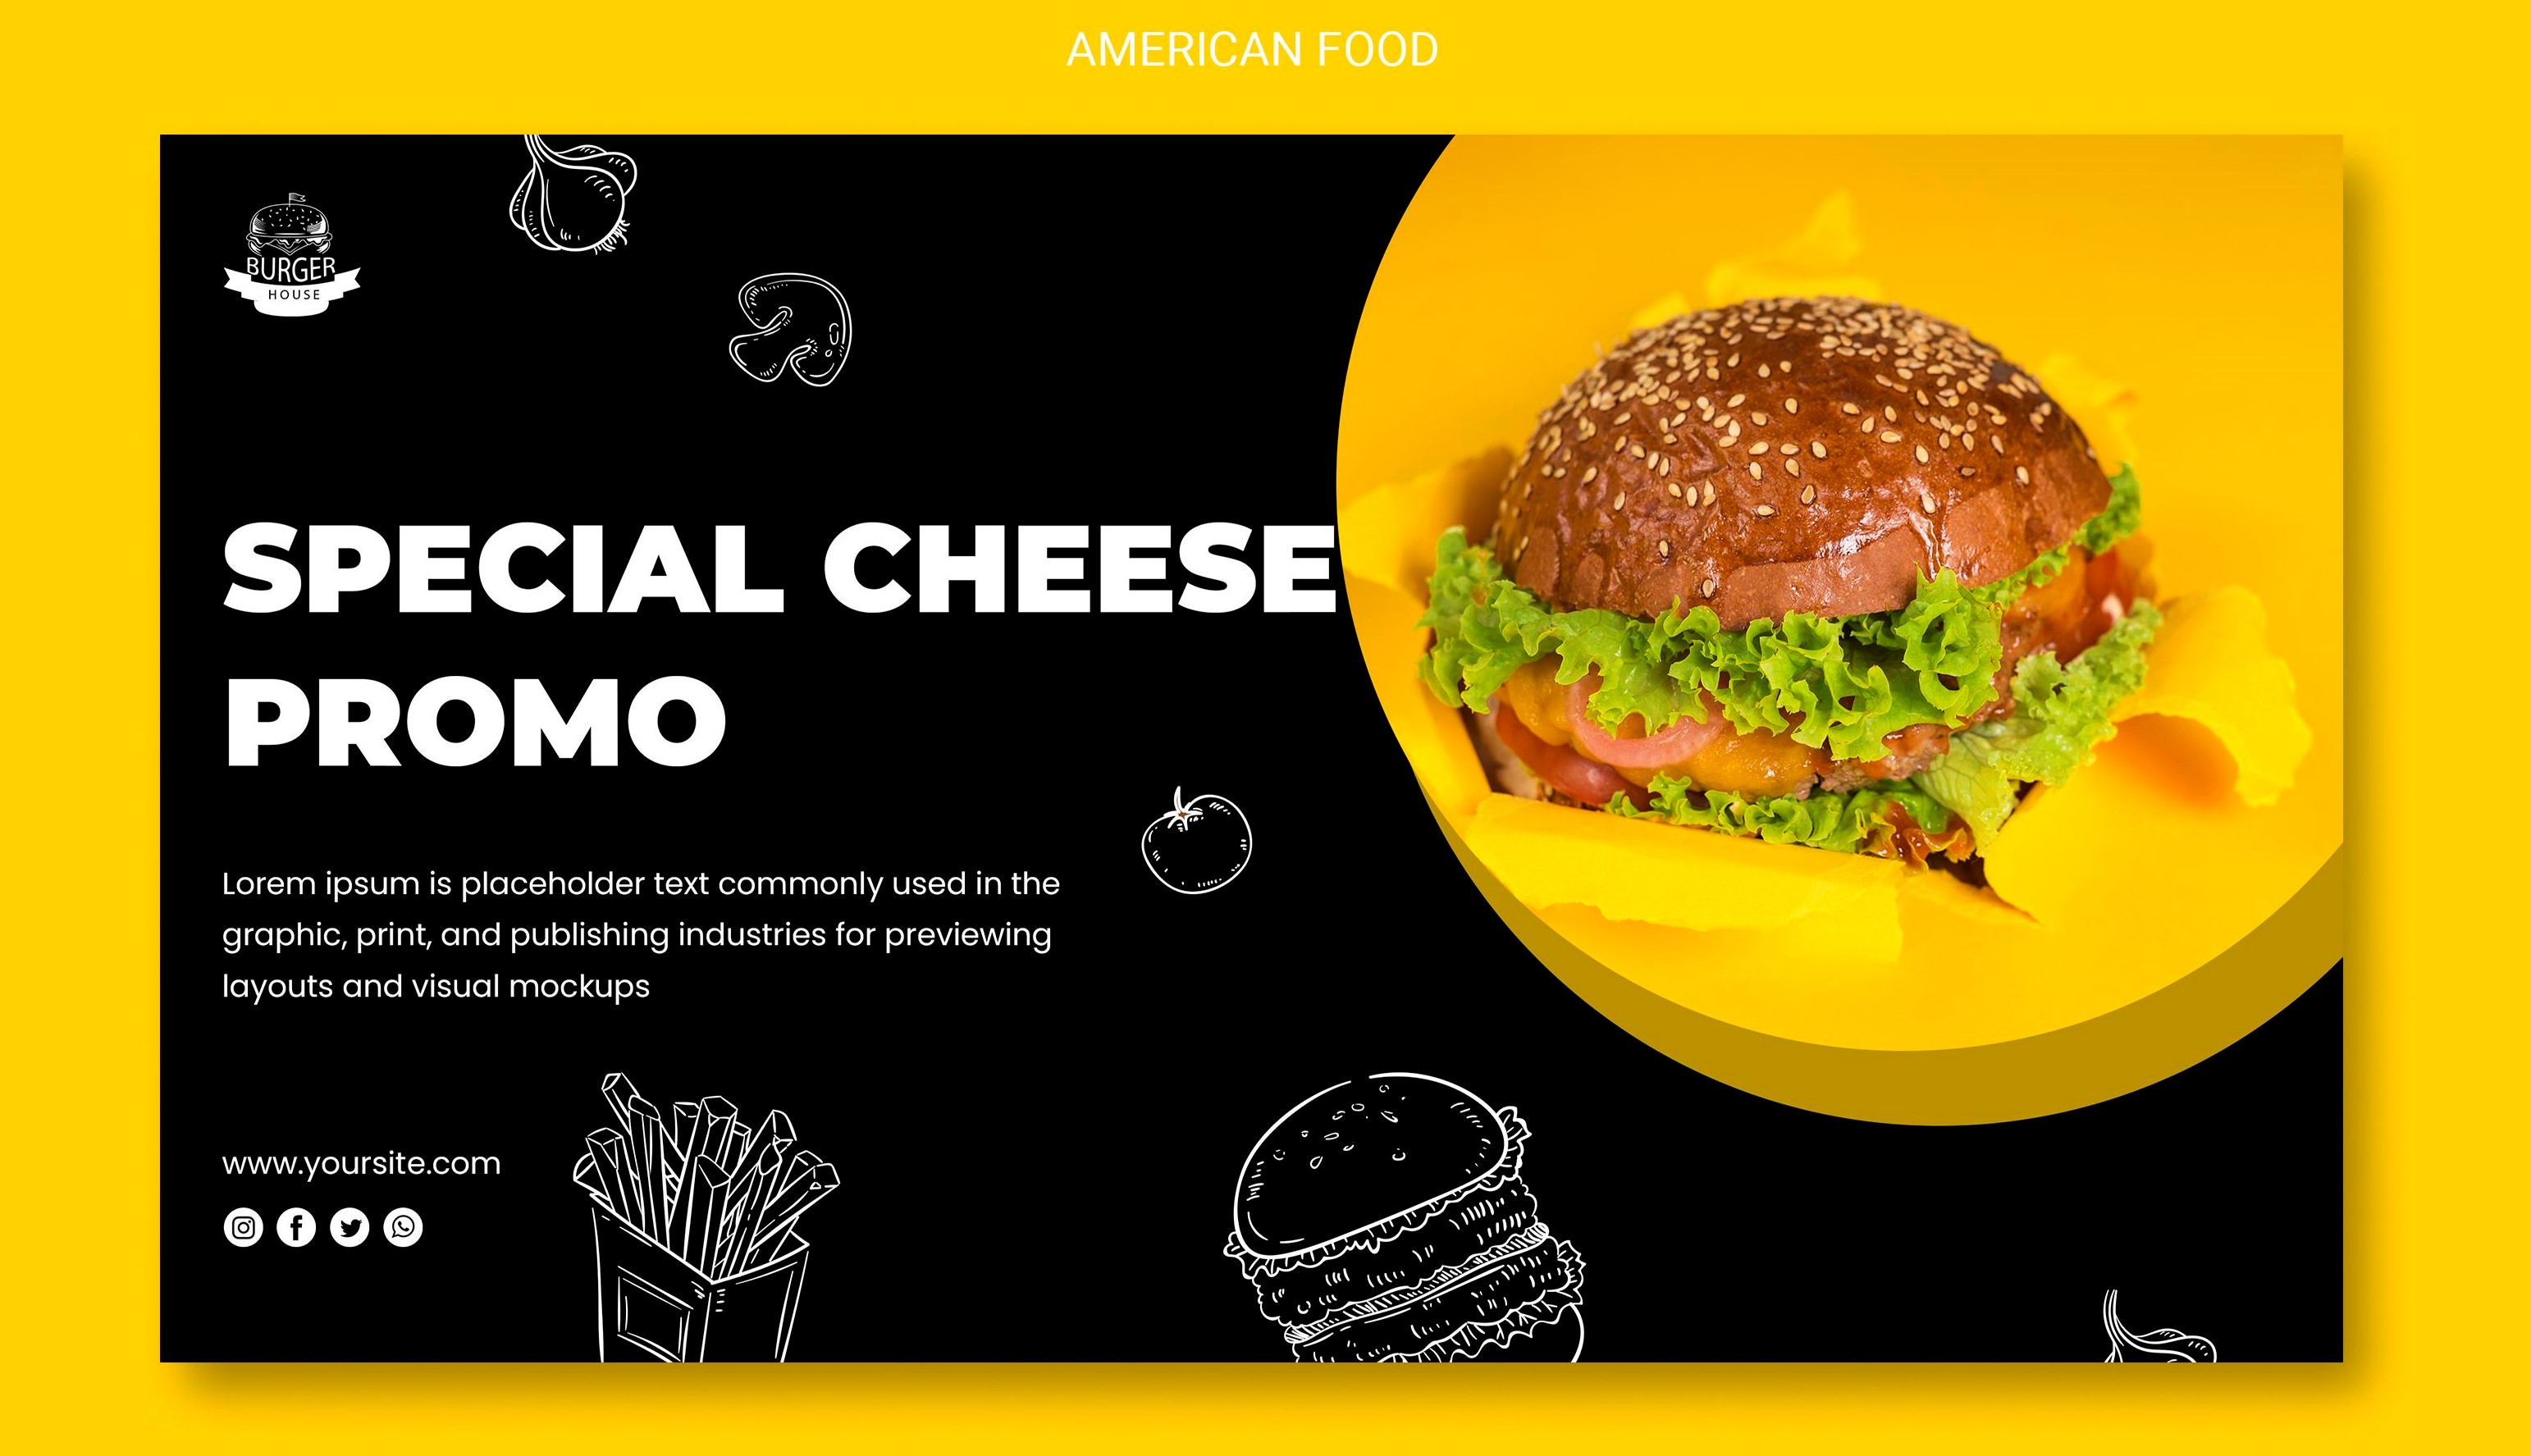 AMERICAN FOOD
BURGER
HOUSE
SPECIAL CHEESE
PROMO
Lorem ipsum is placeholder text commonly used in the
graphic, print, and publishing industries for previewing
layouts and visual mockups
www.yoursite.com